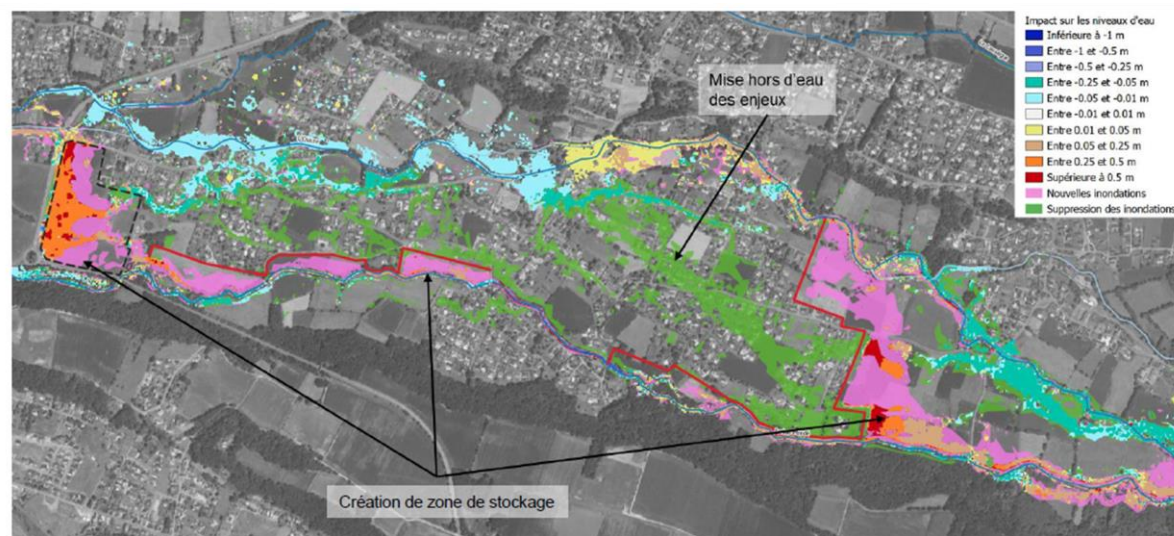 Impact sur les niveaux d'eau
Inférieure à -1 m
Entre -1 et -0.5 m
Entre -0.5 et -0.25 m
Entre -0.25 et -0.05 m
Entre -0.05 et -0.01 m
Entre -0.01 et 0.01 m
Entre 0.01 et 0.05 m
Entre 0.05 et 0.25 m
Entre 0.25 et 0.5 m
Supérieure à 0.5 m
Nouvelles inondations
Suppression des inondations
Mise hors d'eau
des enjeux
Création de zone de stockage